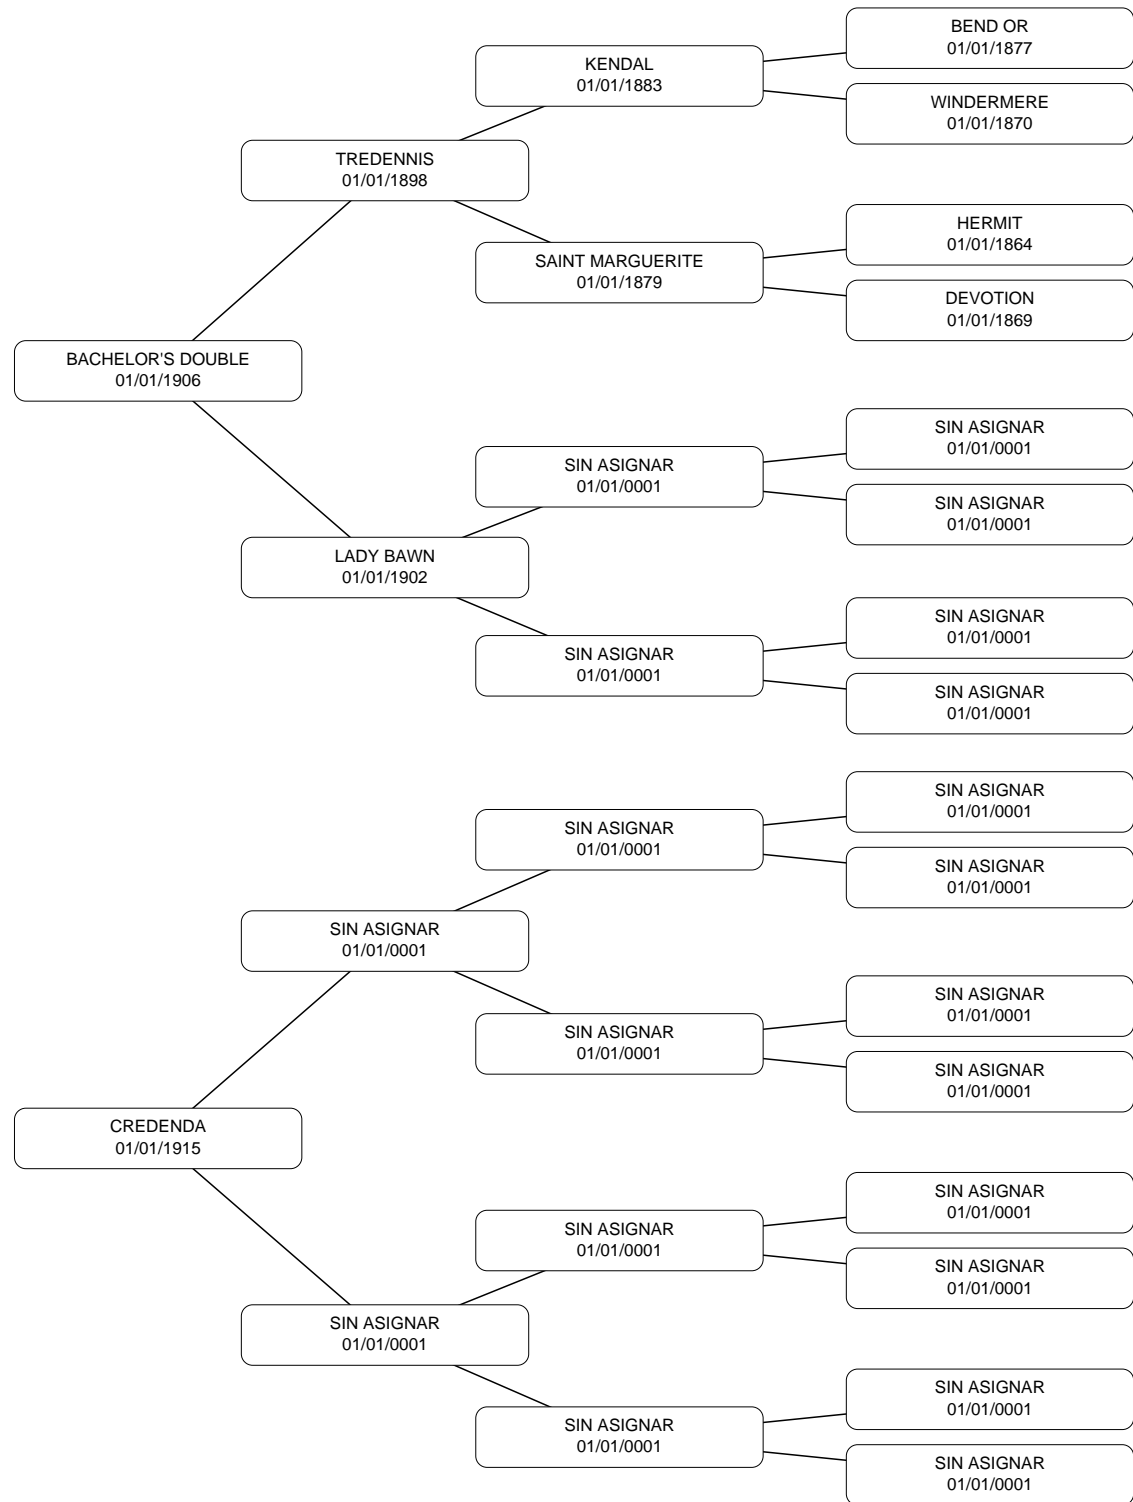 BEND OR
01/01/1877
KENDAL
01/01/1883
WINDERMERE
01/01/1870
TREDENNIS
01/01/1898
HERMIT
01/01/1864
SAINT MARGUERITE
01/01/1879
DEVOTION
01/01/1869
BACHELOR'S DOUBLE
01/01/1906
SIN ASIGNAR
01/01/0001
SIN ASIGNAR
01/01/0001
SIN ASIGNAR
01/01/0001
LADY BAWN
01/01/1902
SIN ASIGNAR
01/01/0001
SIN ASIGNAR
01/01/0001
SIN ASIGNAR
01/01/0001
SIN ASIGNAR
01/01/0001
SIN ASIGNAR
01/01/0001
SIN ASIGNAR
01/01/0001
SIN ASIGNAR
01/01/0001
SIN ASIGNAR
01/01/0001
SIN ASIGNAR
01/01/0001
SIN ASIGNAR
01/01/0001
CREDENDA
01/01/1915
SIN ASIGNAR
01/01/0001
SIN ASIGNAR
01/01/0001
SIN ASIGNAR
01/01/0001
SIN ASIGNAR
01/01/0001
SIN ASIGNAR
01/01/0001
SIN ASIGNAR
01/01/0001
SIN ASIGNAR
01/01/0001